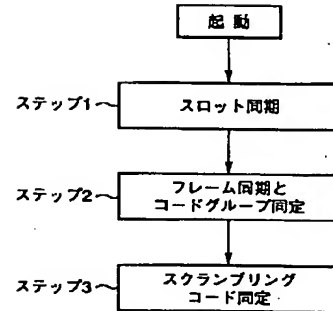 起動
ステップ1
スロット同期
ステップ2
フレーム同期と
コードグループ同定
ステップ3
スクランブリング
コード同定